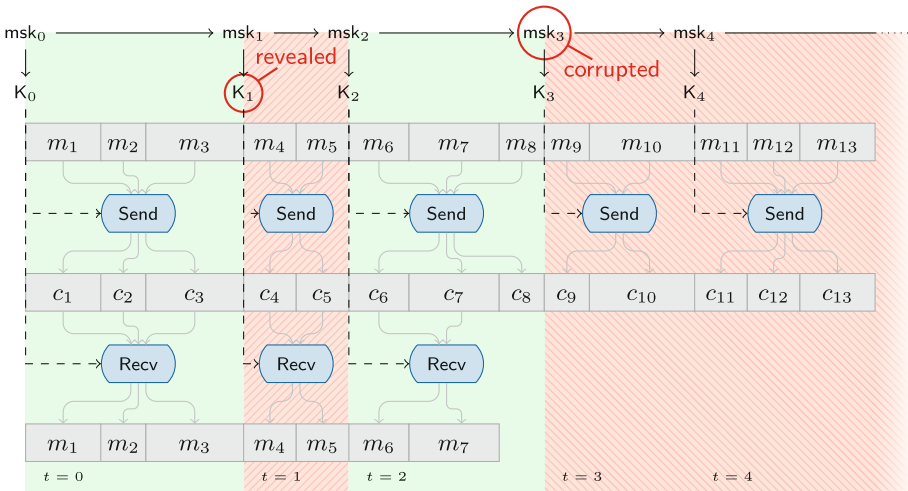 msk₀ msk₁ msk₂ msk₃ msk₄
revealed
corrupted
K₀ K₁ K₂ K₃ K₄
m₁ m₂ m₃ m₄ m₅ m₆ m₇ m₈ m₉ m₁₀ m₁₁ m₁₂ m₁₃
Send Send Send Send Send
c₁ c₂ c₃ c₄ c₅ c₆ c₇ c₈ c₉ c₁₀ c₁₁ c₁₂ c₁₃
Recv Recv Recv
m₁ m₂ m₃ m₄ m₅ m₆ m₇
t = 0 t = 1 t = 2 t = 3 t = 4